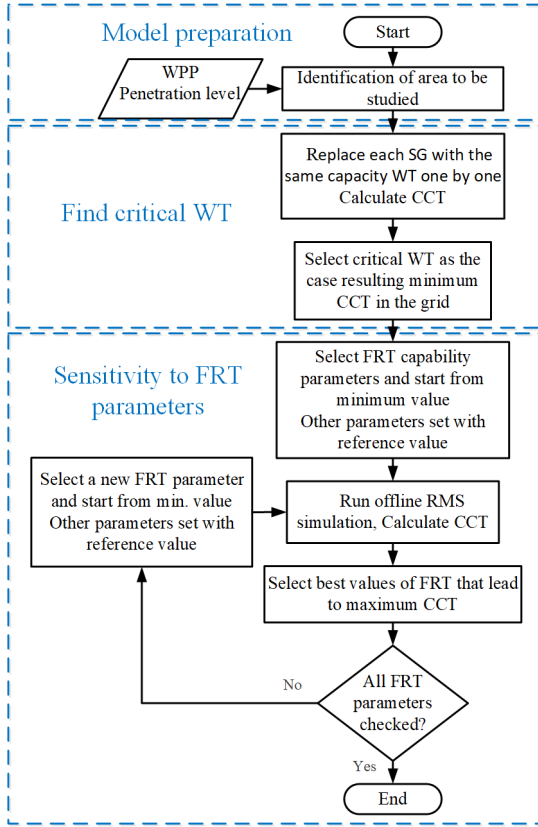 Model preparation
Start
WPP
Penetration level
Identification of area to be
studied
Find critical WT
Replace each SG with the
same capacity WT one by one
Calculate CCT
Select critical WT as the
case resulting minimum
CCT in the grid
Sensitivity to FRT
parameters
Select FRT capability
parameters and start from
minimum value
Other parameters set with
reference value
Select a new FRT parameter
and start from min. value
Other parameters set with
reference value
Run offline RMS
simulation, Calculate CCT
Select best values of FRT that lead
to maximum CCT
All FRT
parameters
checked?
No
Yes
End